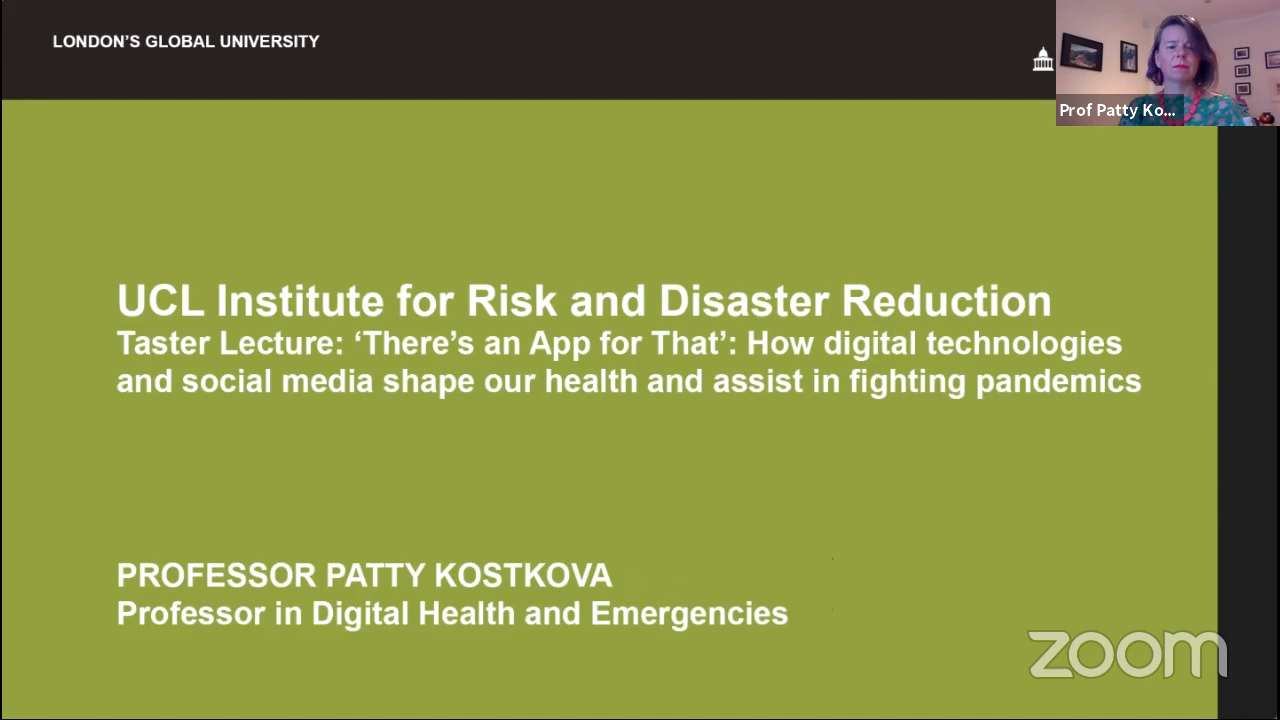 LONDON'S GLOBAL UNIVERSITY
Prof Patty Ko...
UCL Institute for Risk and Disaster Reduction
Taster Lecture: ‘There’s an App for That’: How digital technologies
and social media shape our health and assist in fighting pandemics
PROFESSOR PATTY KOSTKOVA
Professor in Digital Health and Emergencies
zoom